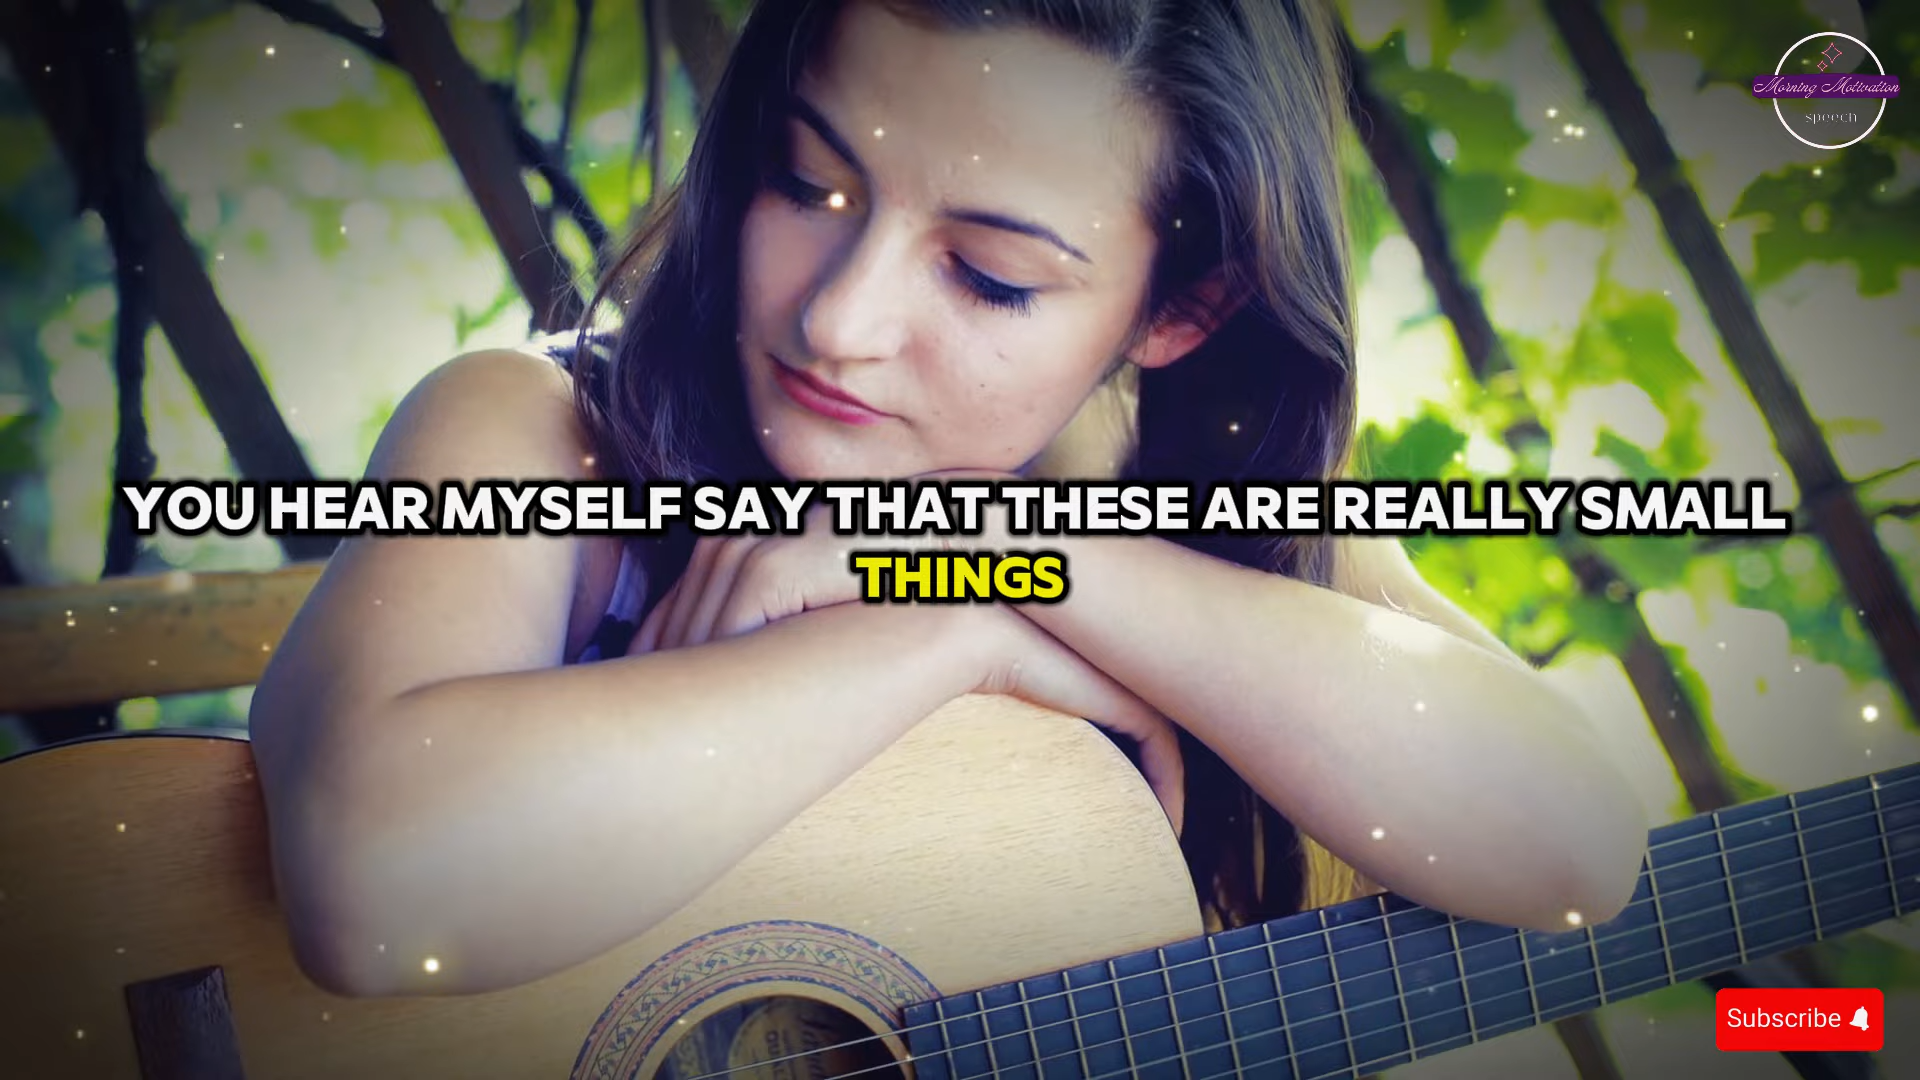 Morning Motivation
speech
YOU HEAR MYSELF SAY THAT THESE ARE REALLY SMALL
THINGS
Subscribe